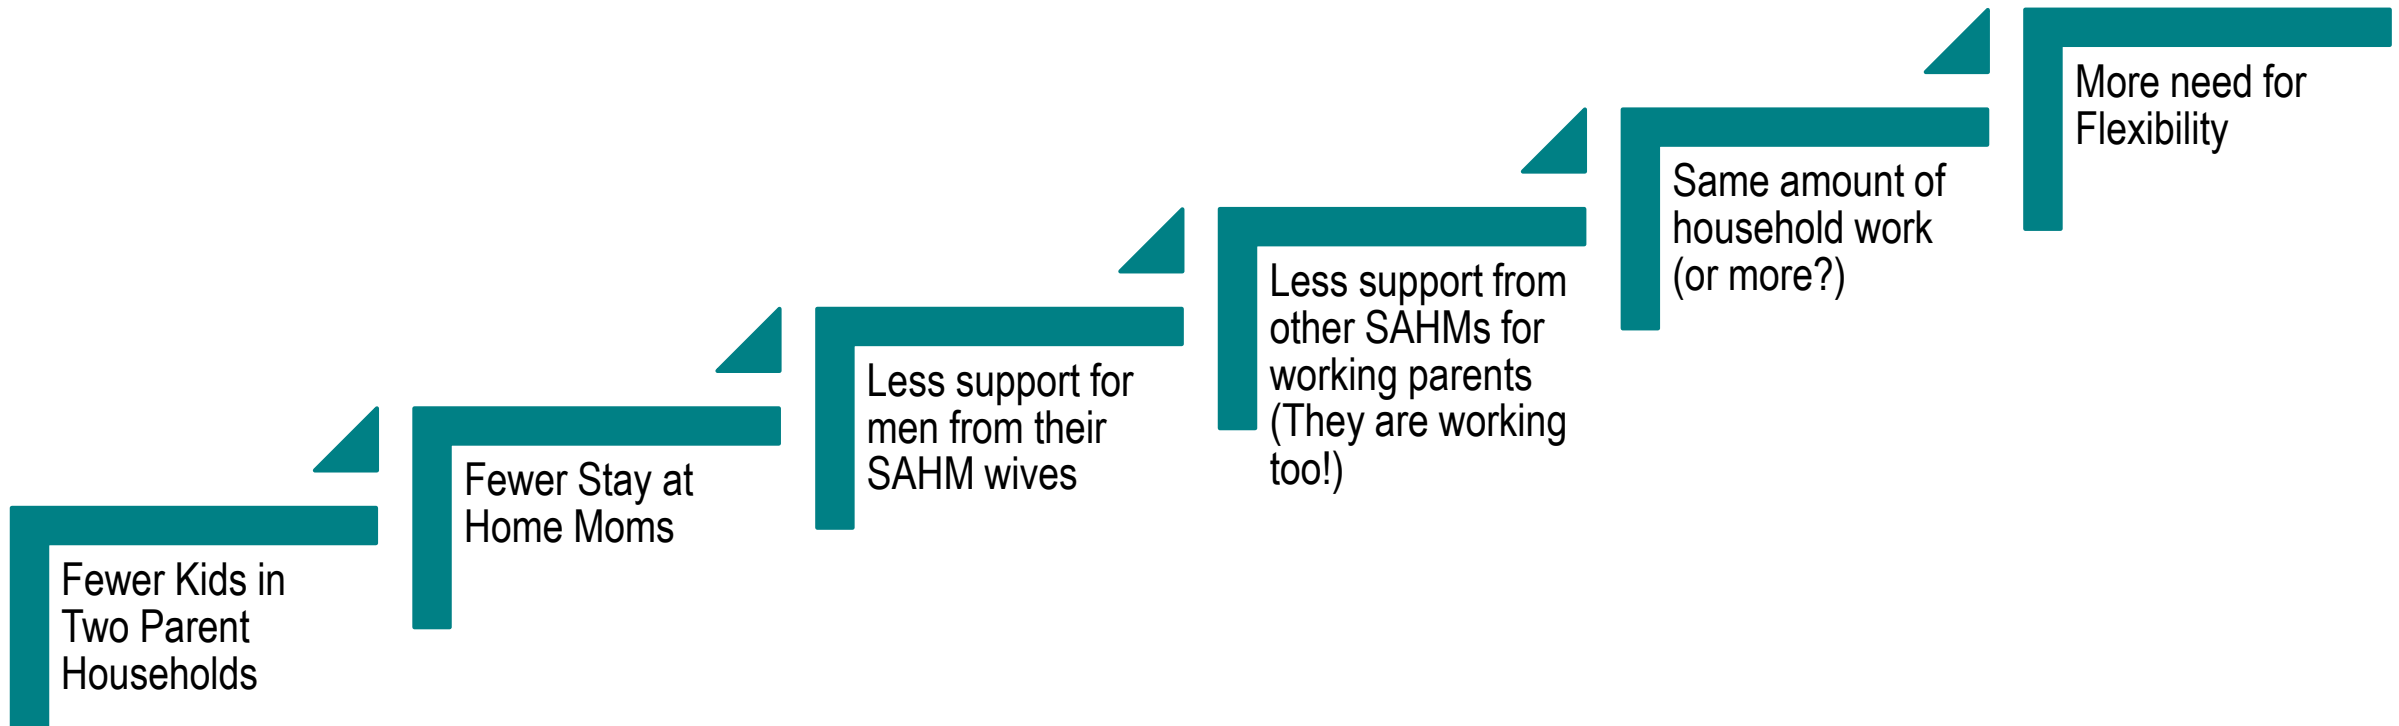 Fewer Kids in
Two Parent
Households
Fewer Stay at
Home Moms
Less support for
men from their
SAHM wives
Less support from
other SAHMs for
working parents
(They are working
too!)
Same amount of
household work
(or more?)
More need for
Flexibility